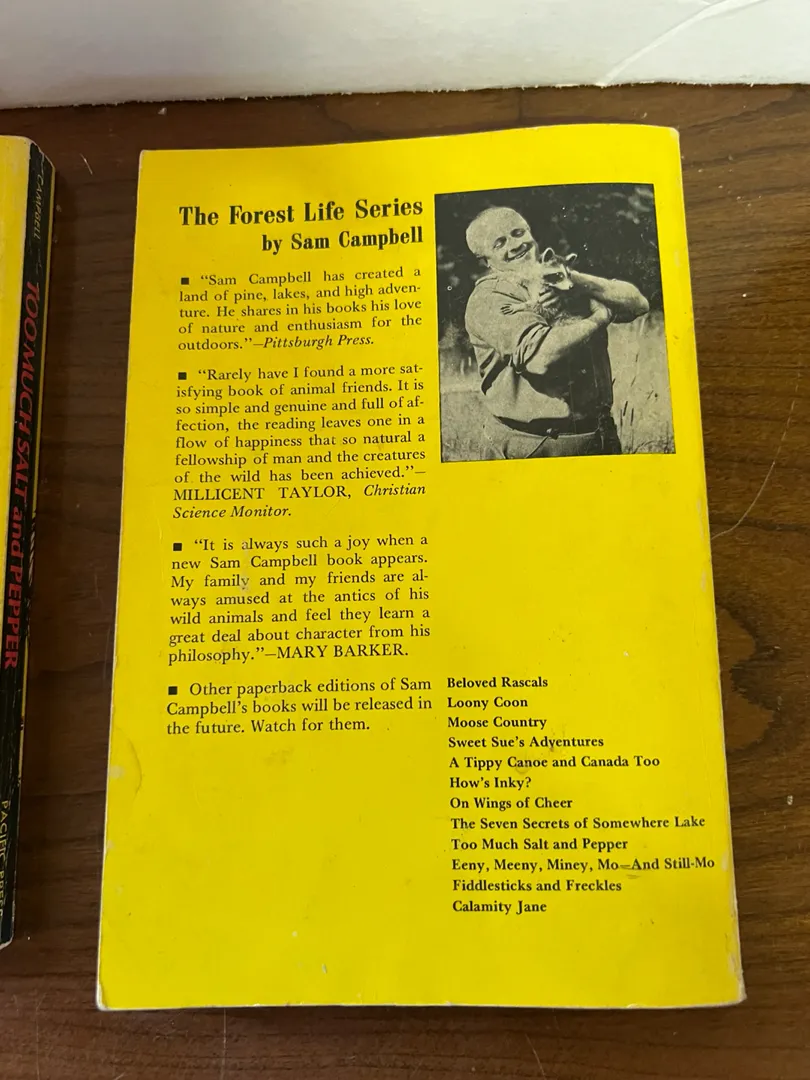 CAMPBELL
TOO MUCH SALT and PEPPER
PACIFIC PRESS
The Forest Life Series
by Sam Campbell
■ “Sam Campbell has created a
land of pine, lakes, and high adven-
ture. He shares in his books his love
of nature and enthusiasm for the
outdoors.”—Pittsburgh Press.
■ “Rarely have I found a more sat-
isfying book of animal friends. It is
so simple and genuine and full of af-
fection, the reading leaves one in a
flow of happiness that so natural a
fellowship of man and the creatures
of the wild has been achieved.”—
MILLICENT TAYLOR, Christian
Science Monitor.
■ “It is always such a joy when a
new Sam Campbell book appears.
My family and my friends are al-
ways amused at the antics of his
wild animals and feel they learn a
great deal about character from his
philosophy.”—MARY BARKER.
■ Other paperback editions of Sam
Campbell’s books will be released in
the future. Watch for them.
Beloved Rascals
Loony Coon
Moose Country
Sweet Sue’s Adventures
A Tippy Canoe and Canada Too
How’s Inky?
On Wings of Cheer
The Seven Secrets of Somewhere Lake
Too Much Salt and Pepper
Eeny, Meeny, Miney, Mo—And Still-Mo
Fiddlesticks and Freckles
Calamity Jane